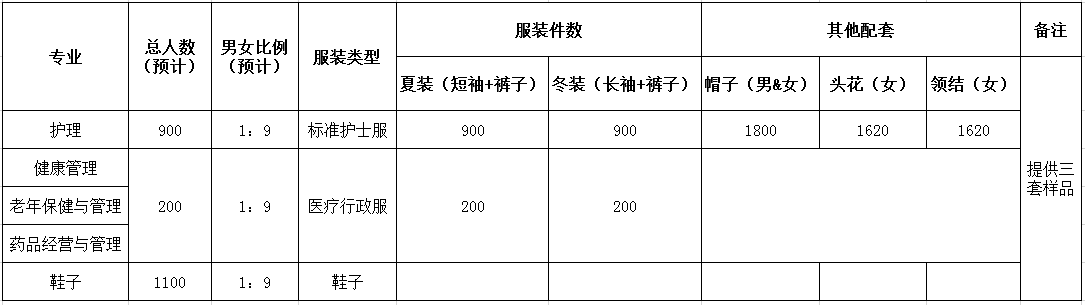 专业 总人数（预计） 男女比例（预计） 服装类型 服装件数 其他配套 备注
夏装（短袖+裤子） 冬装（长袖+裤子） 帽子（男&女） 头花（女） 领结（女）
护理 900 1：9 标准护士服 900 900 1800 1620 1620 提供三套样品
健康管理
老年保健与管理 200 1：9 医疗行政服 200 200
药品经营与管理
鞋子 1100 1：9 鞋子